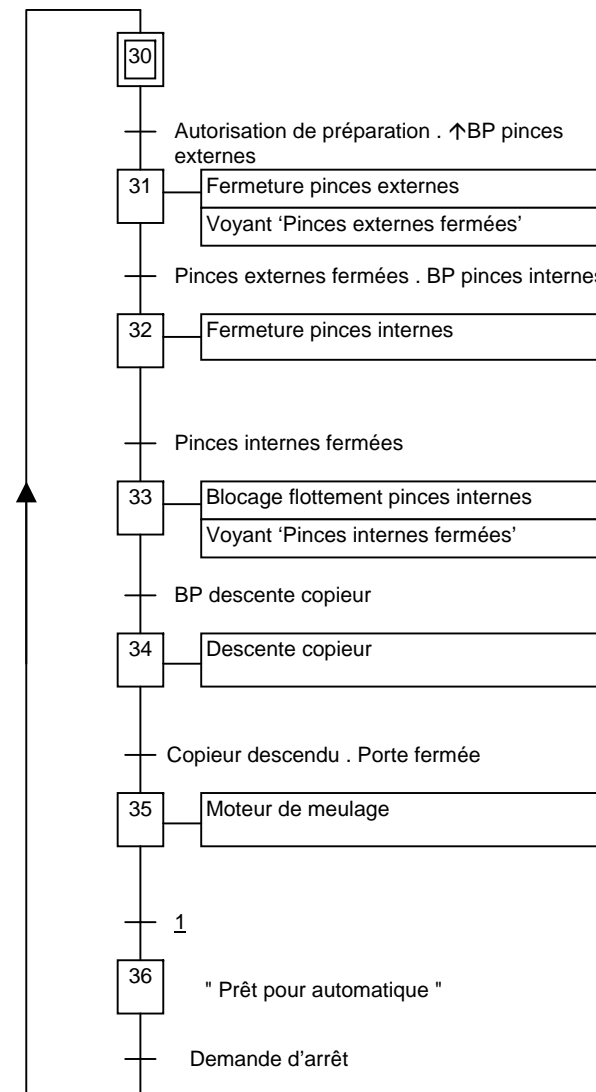 30
Autorisation de préparation . ↑BP pinces
externes
31
Fermeture pinces externes
Voyant ‘Pinces externes fermées’
Pinces externes fermées . BP pinces internes
32
Fermeture pinces internes
Pinces internes fermées
33
Blocage flottement pinces internes
Voyant ‘Pinces internes fermées’
BP descente copieur
34
Descente copieur
Copieur descendu . Porte fermée
35
Moteur de meulage
1
36
" Prêt pour automatique "
Demande d’arrêt